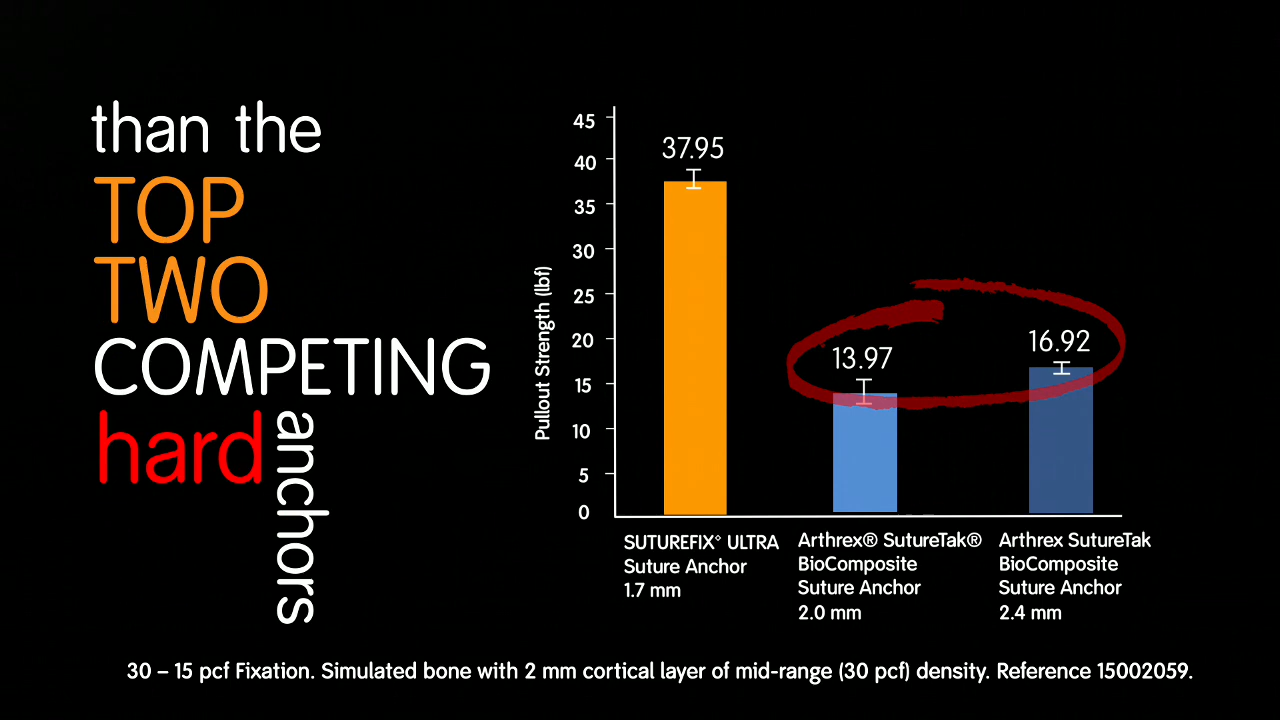 than the
TOP
TWO
COMPETING
hard
anchors
45
40
35
30
25
20
15
10
5
0
Pullout Strength (lbf)
37.95
13.97
16.92
SUTUREFIX° ULTRA
Suture Anchor
1.7 mm
Arthrex® SutureTak®
BioComposite
Suture Anchor
2.0 mm
Arthrex SutureTak
BioComposite
Suture Anchor
2.4 mm
30 – 15 pcf Fixation. Simulated bone with 2 mm cortical layer of mid-range (30 pcf) density. Reference 15002059.